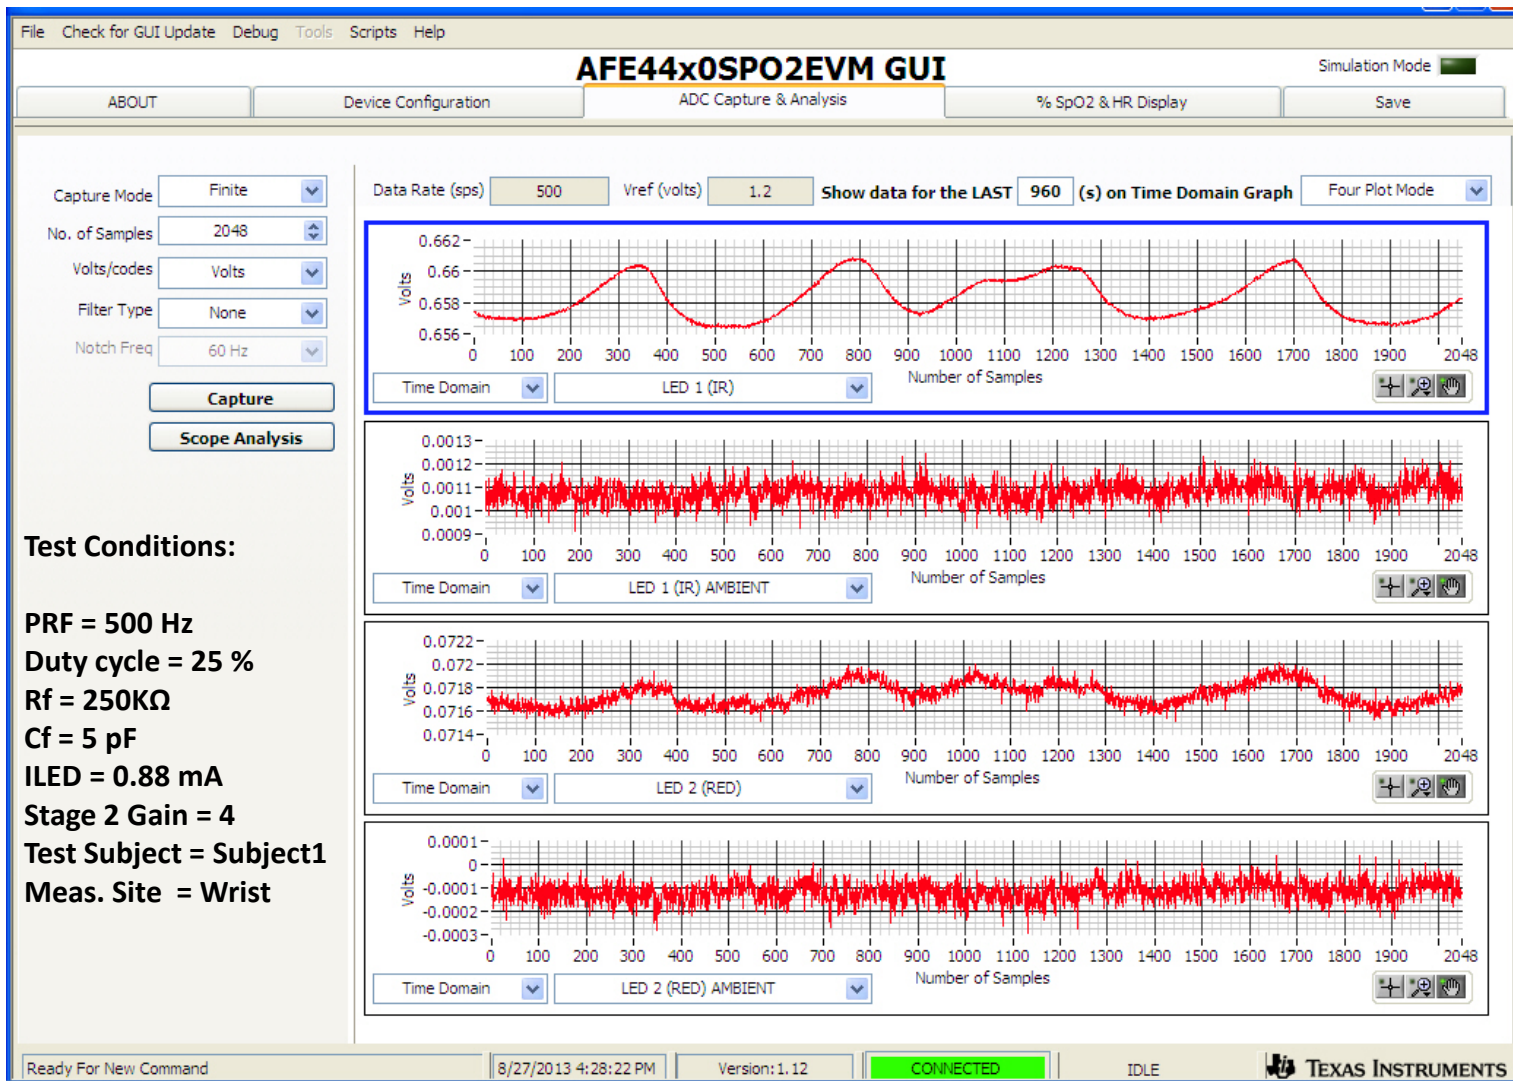 File Check for GUI Update Debug Tools Scripts Help
AFE44x0SPO2EVM GUI
Simulation Mode
ABOUT
Device Configuration
ADC Capture & Analysis
% SpO2 & HR Display
Save
Capture Mode Finite
No. of Samples 2048
Volts/codes Volts
Filter Type None
Notch Freq 60 Hz
Capture
Scope Analysis
Test Conditions:
PRF = 500 Hz
Duty cycle = 25 %
Rf = 250KΩ
Cf = 5 pF
ILED = 0.88 mA
Stage 2 Gain = 4
Test Subject = Subject1
Meas. Site = Wrist
Data Rate (sps) 500 Vref (volts) 1.2 Show data for the LAST 960 (s) on Time Domain Graph Four Plot Mode
0.662
0.66
0.658
0.656
Volts
0 100 200 300 400 500 600 700 800 900 1000 1100 1200 1300 1400 1500 1600 1700 1800 1900 2048
Number of Samples
Time Domain LED 1 (IR)
0.0013
0.0012
0.0011
0.001
0.0009
Volts
0 100 200 300 400 500 600 700 800 900 1000 1100 1200 1300 1400 1500 1600 1700 1800 1900 2048
Number of Samples
Time Domain LED 1 (IR) AMBIENT
0.0722
0.072
0.0718
0.0716
0.0714
Volts
0 100 200 300 400 500 600 700 800 900 1000 1100 1200 1300 1400 1500 1600 1700 1800 1900 2048
Number of Samples
Time Domain LED 2 (RED)
0.0001
0
-0.0001
-0.0002
-0.0003
Volts
0 100 200 300 400 500 600 700 800 900 1000 1100 1200 1300 1400 1500 1600 1700 1800 1900 2048
Number of Samples
Time Domain LED 2 (RED) AMBIENT
Ready For New Command 8/27/2013 4:28:22 PM Version:1.12 CONNECTED IDLE TEXAS INSTRUMENTS